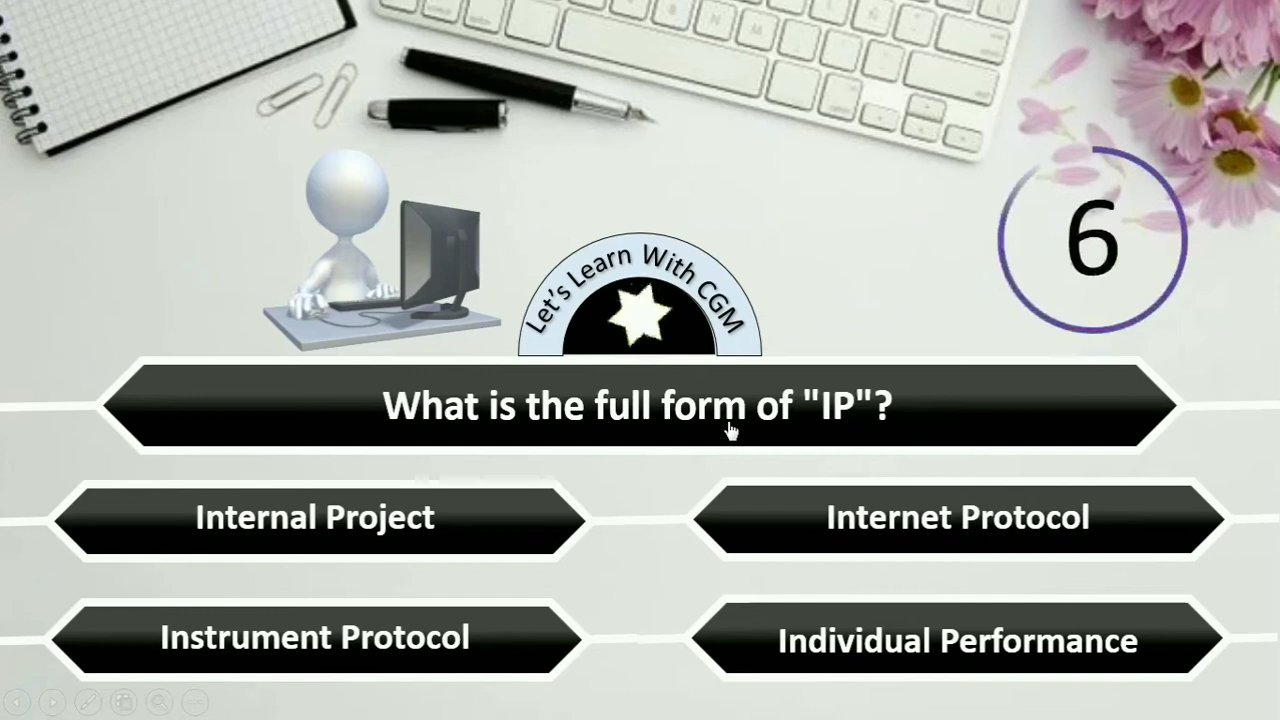 6
Let's Learn With CGM
What is the full form of "IP"?
Internal Project
Internet Protocol
Instrument Protocol
Individual Performance